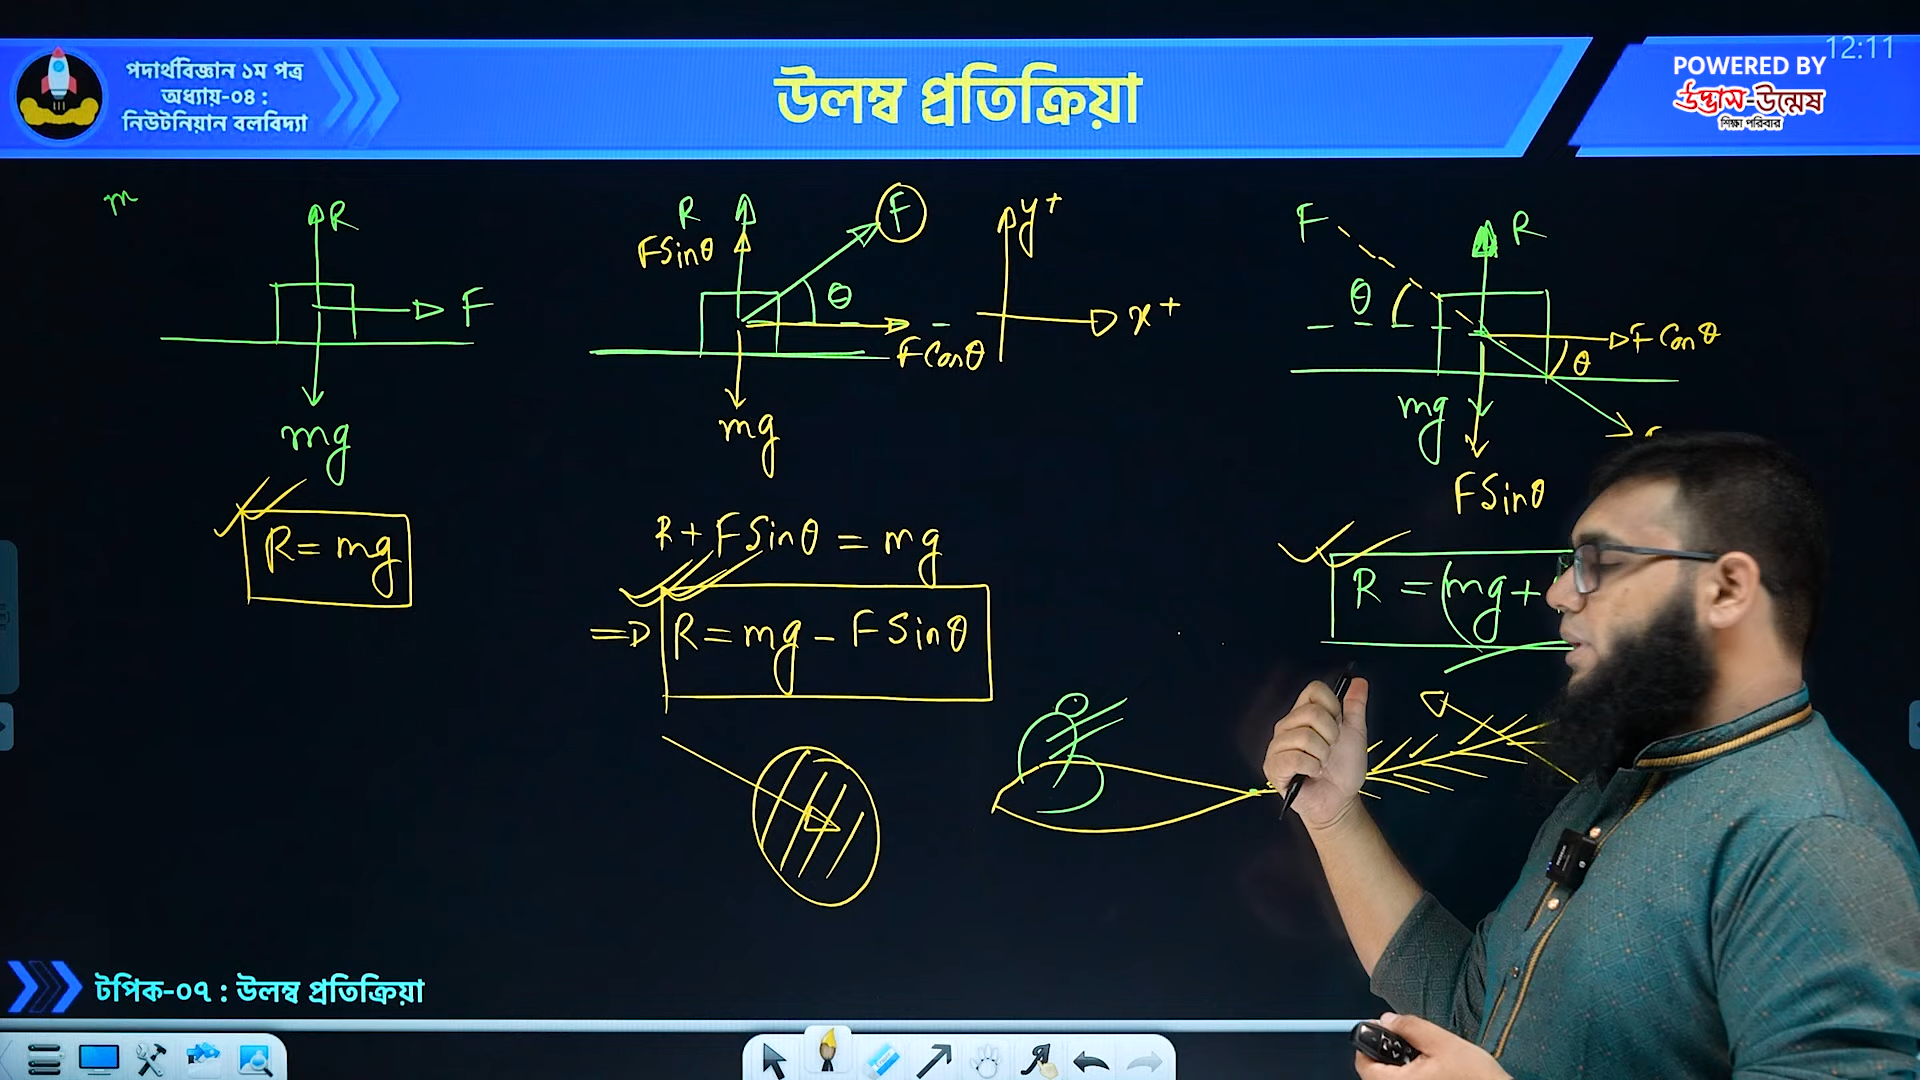 12:11
পদার্থবিজ্ঞান ১ম পত্র
অধ্যায়-০৪ :
নিউটনিয়ান বলবিদ্যা
উলম্ব প্রতিক্রিয়া
POWERED BY
উদ্ভাস-উন্মেষ
শিক্ষা পরিবার
m
R
F
mg
R = mg
R
F
FSinθ
θ
FCosθ
mg
y+
x+
R + FSinθ = mg
=> R = mg - FSinθ
F
R
θ
FCosθ
θ
mg
FSinθ
R = (mg +
টপিক-০৭ : উলম্ব প্রতিক্রিয়া